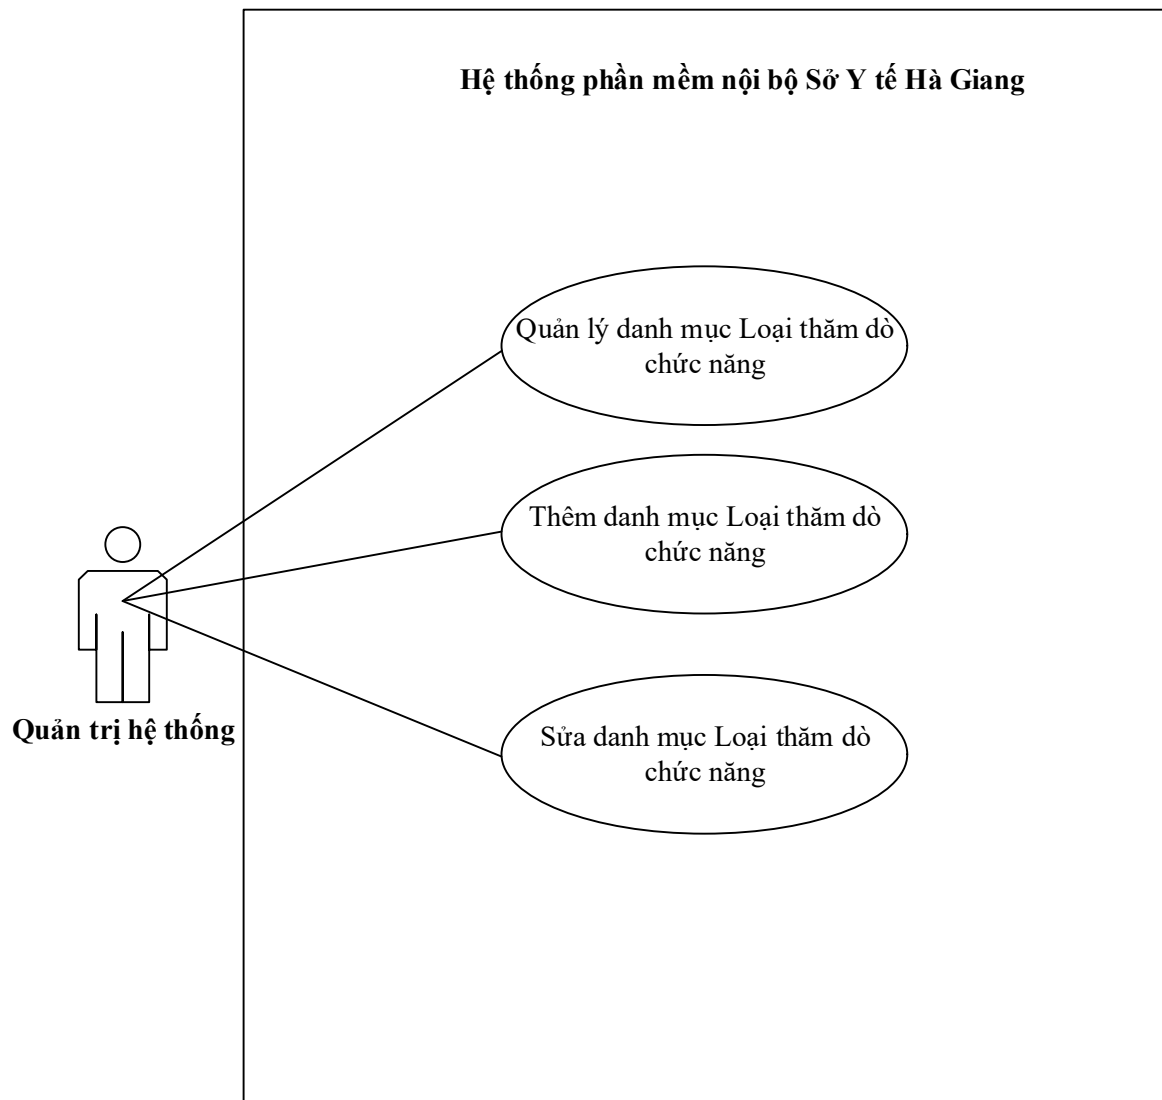 Hệ thống phần mềm nội bộ Sở Y tế Hà Giang
Quản lý danh mục Loại thăm dò
chức năng
Thêm danh mục Loại thăm dò
chức năng
Quản trị hệ thống
Sửa danh mục Loại thăm dò
chức năng